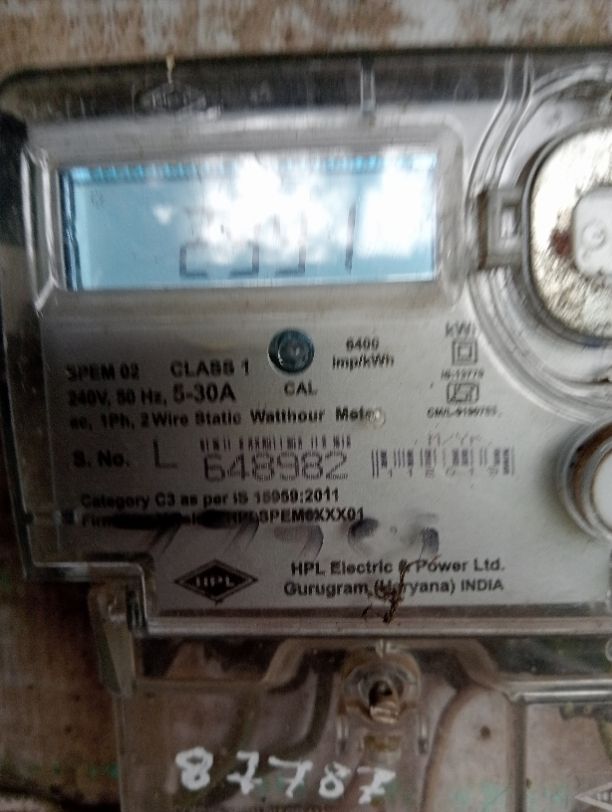 kWh
6400
imp/kWh
SPEM 02 CLASS 1
240V, 50 Hz, 5-30A
CAL
ac, 1Ph, 2 Wire Static Watthour Meter
S. No. L 648982
M/Yr
Category C3 as per IS 15959:2011
HPL
HPL Electric & Power Ltd.
Gurugram (Haryana) INDIA
87787